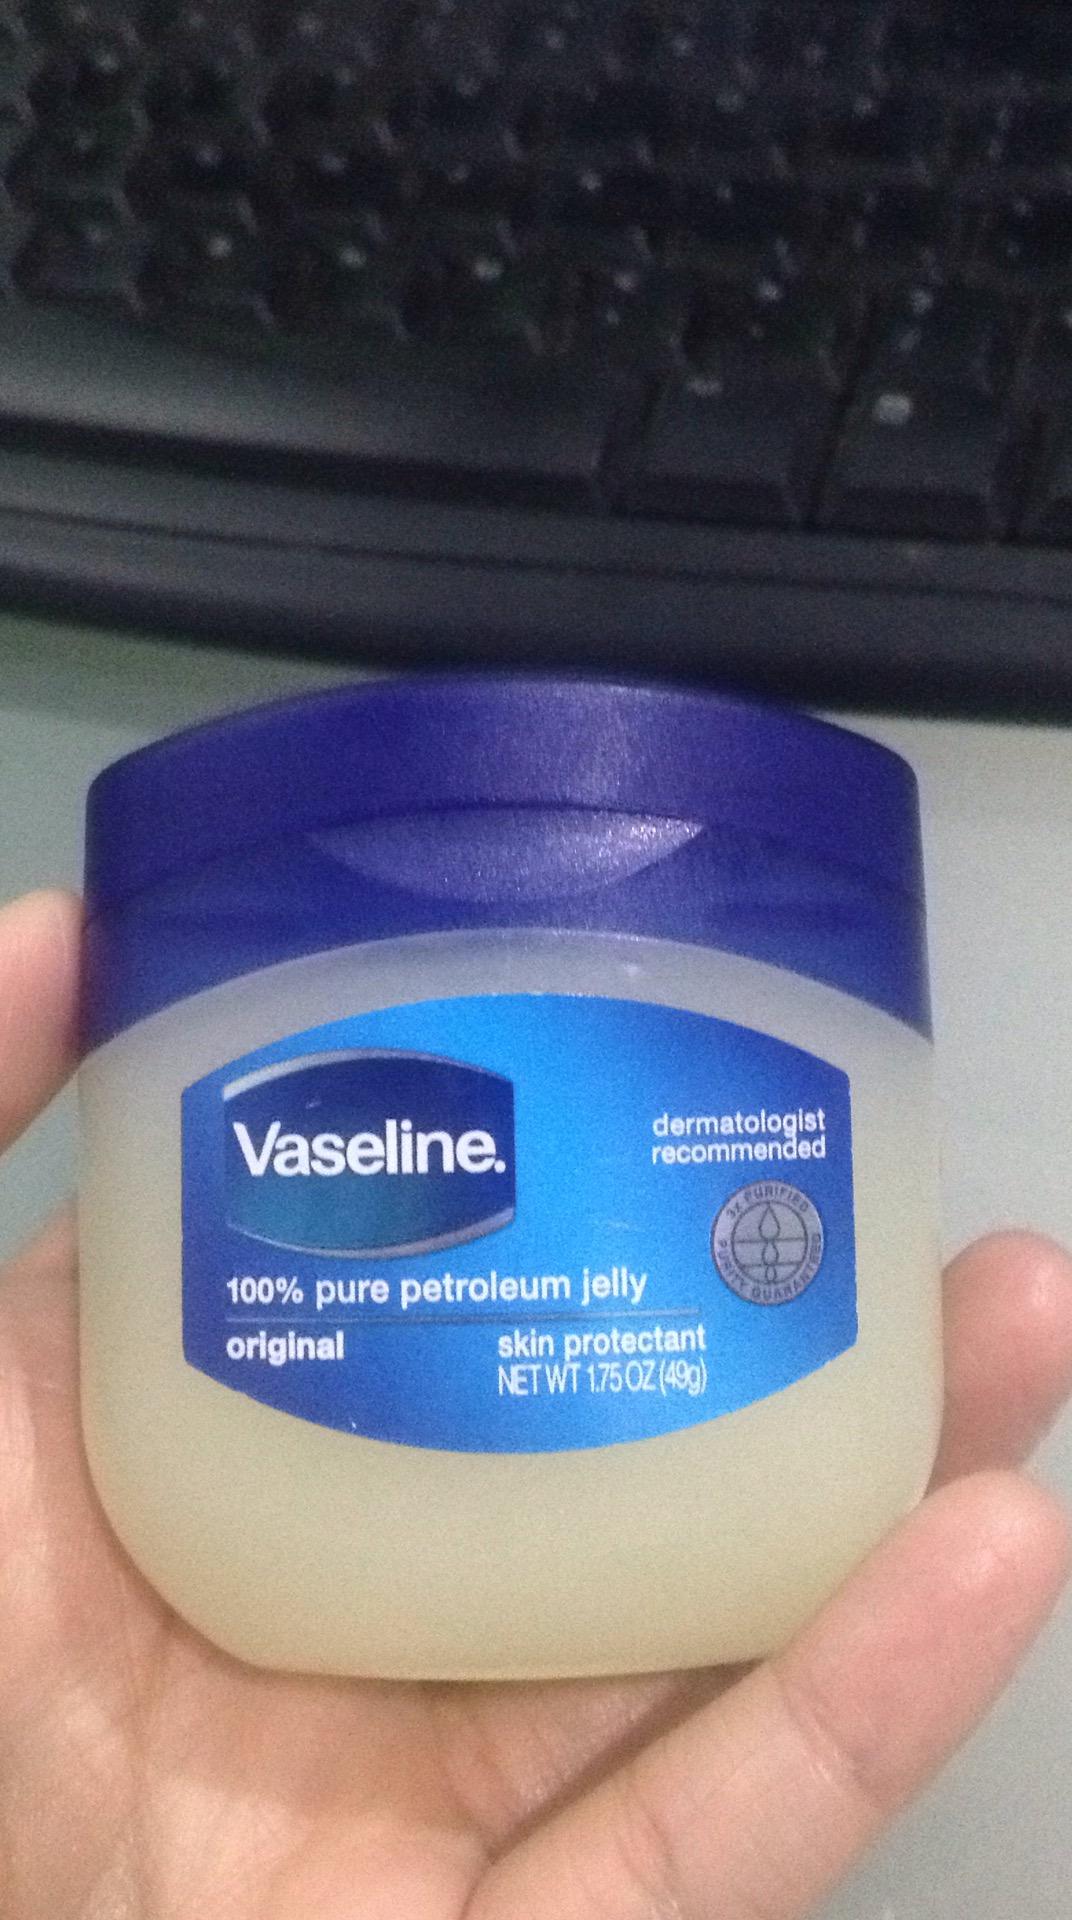 Vaseline.
dermatologist
recommended
3x PURIFIED
PURITY GUARANTEED
100% pure petroleum jelly
original
skin protectant
NET WT 1.75 OZ (49g)